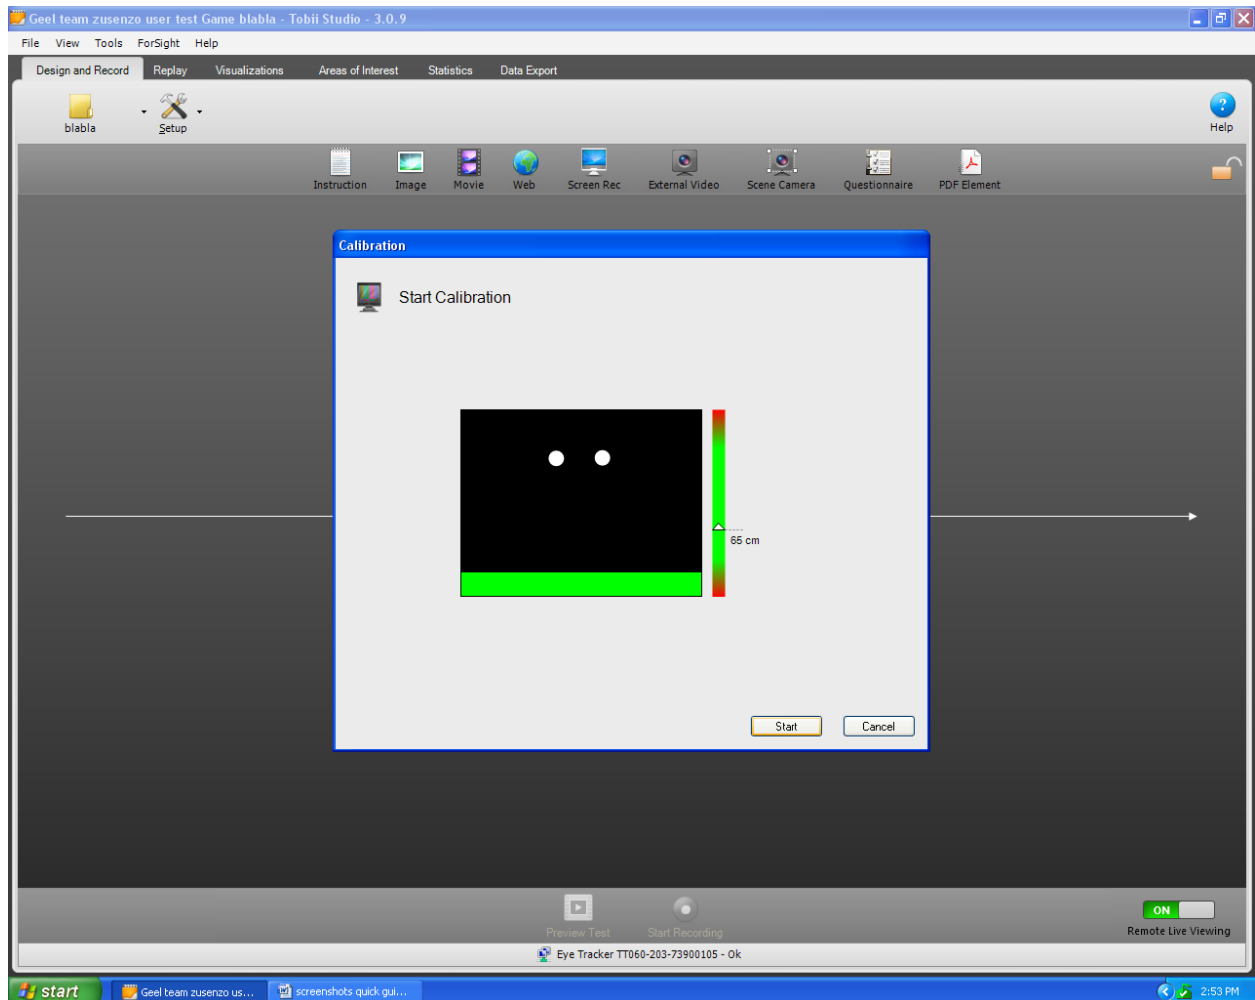 Geel team zusenzo user test Game blabla - Tobii Studio - 3.0.9
File View Tools ForSight Help
Design and Record Replay Visualizations Areas of Interest Statistics Data Export
blabla Setup Help
Instruction Image Movie Web Screen Rec External Video Scene Camera Questionnaire PDF Element
Calibration
Start Calibration
65 cm
Start Cancel
ON
Preview Test Start Recording Remote Live Viewing
Eye Tracker TT060-203-73900105 - Ok
start Geel team zusenzo us... screenshots quick gui... 2:53 PM